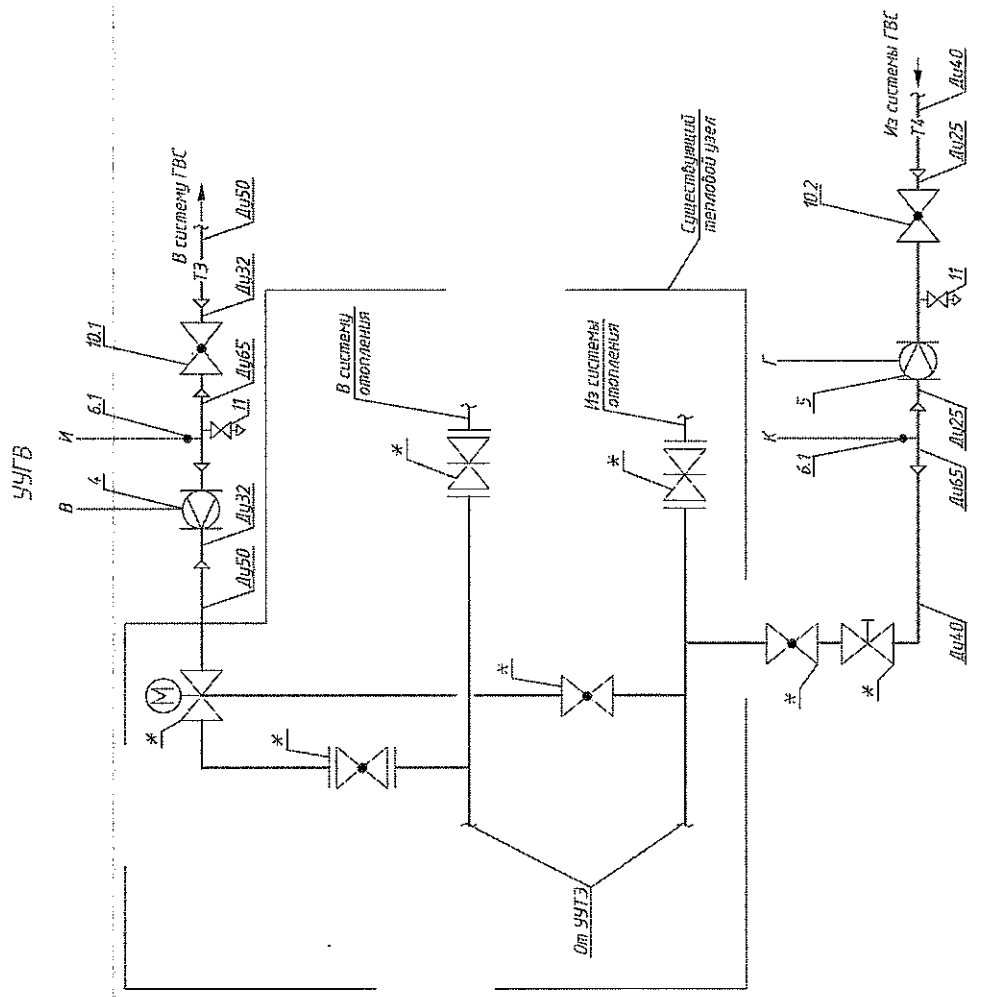 УУГВ
В
4
И
6.1
10.1
11
Ду50
Ду32
Ду65
Ду32
Т3
Ду50
В систему ГВС
М
*
*
*
В систему
отопления
*
Из системы
отопления
Существующий
тепловой узел
*
От УУТЭ
*
*
Ду40
Ду65
К
6.1
Ду25
5
Г
11
10.2
Ду25
Т4
Ду40
Из системы ГВС